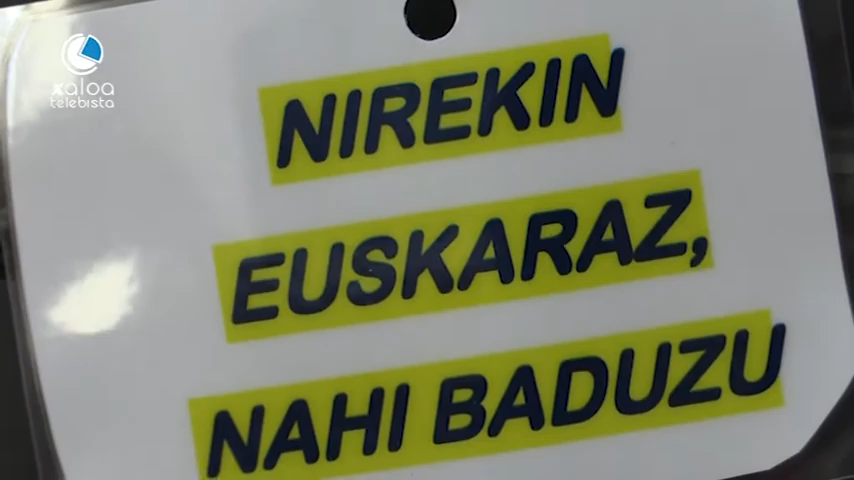 xaloa
telebista
NIREKIN
EUSKARAZ,
NAHI BADUZU